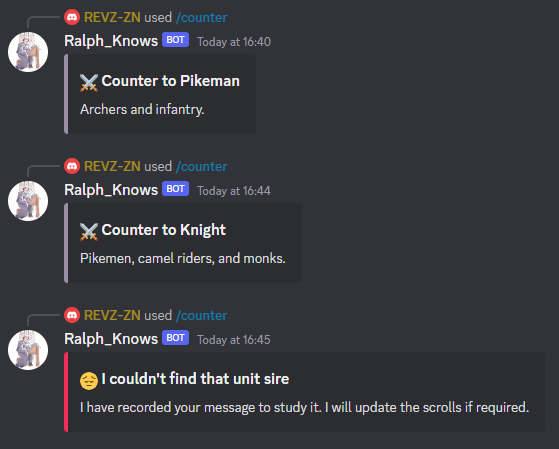 REVZ-ZN used /counter
Ralph_Knows BOT Today at 16:40
Counter to Pikeman
Archers and infantry.
REVZ-ZN used /counter
Ralph_Knows BOT Today at 16:44
Counter to Knight
Pikemen, camel riders, and monks.
REVZ-ZN used /counter
Ralph_Knows BOT Today at 16:45
I couldn't find that unit sire
I have recorded your message to study it. I will update the scrolls if required.